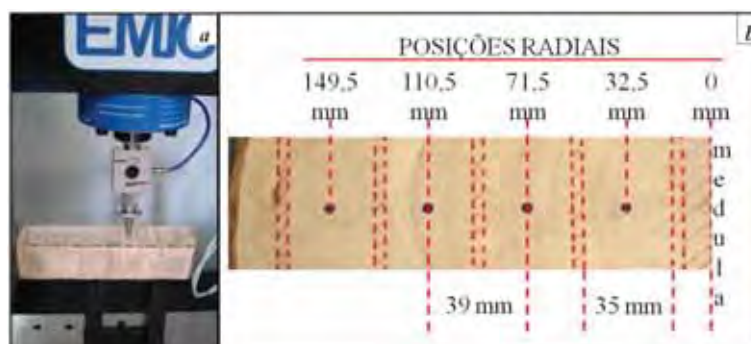 EMIC
a
b
POSIÇÕES RADIAIS
149,5 110,5 71,5 32,5 0
mm mm mm mm mm
medula
39 mm 35 mm